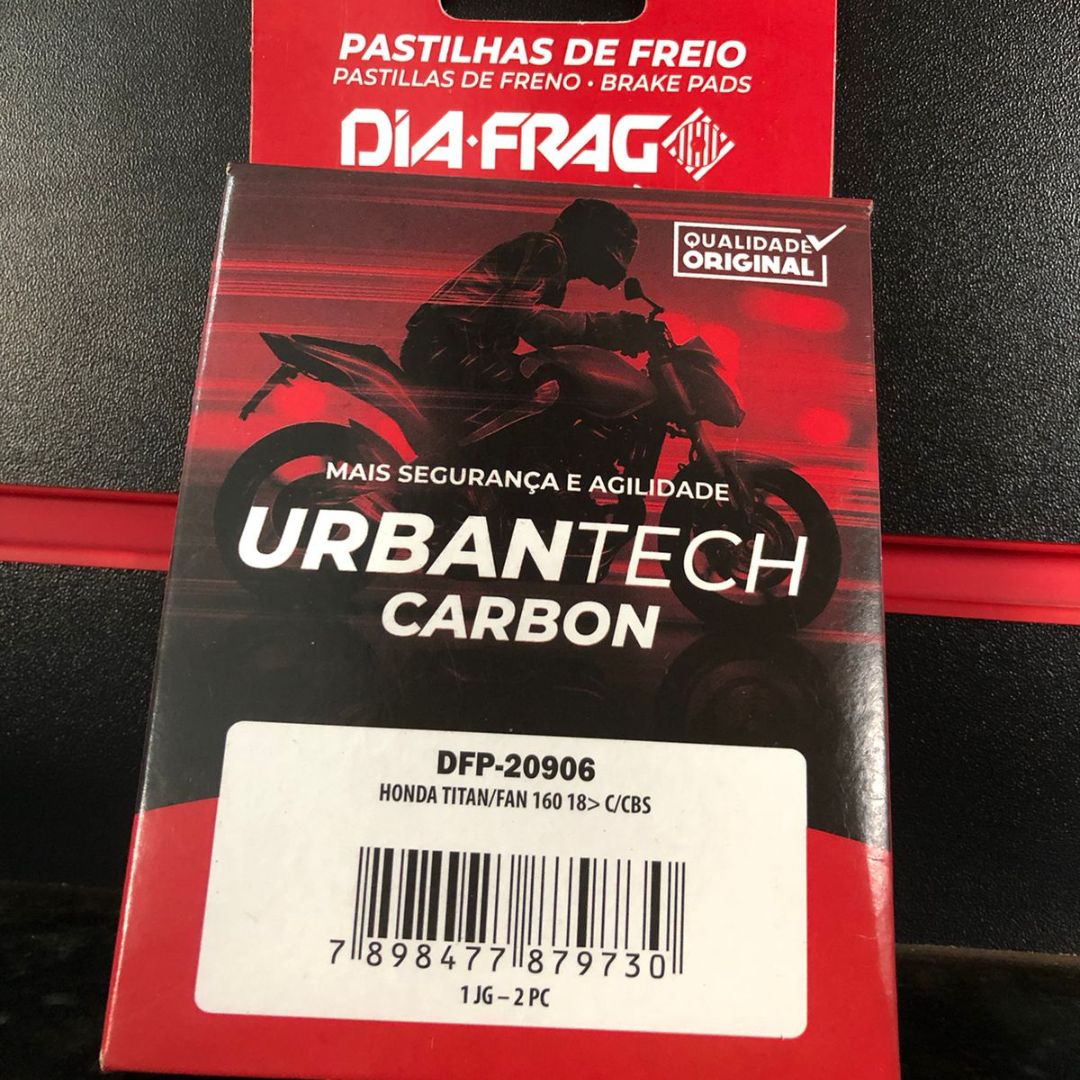 PASTILHAS DE FREIO
PASTILLAS DE FRENO • BRAKE PADS
DIA•FRAG
QUALIDADE
ORIGINAL
MAIS SEGURANÇA E AGILIDADE
URBANTECH
CARBON
DFP-20906
HONDA TITAN/FAN 160 18> C/CBS
7 898477 879730
1 JG – 2 PC